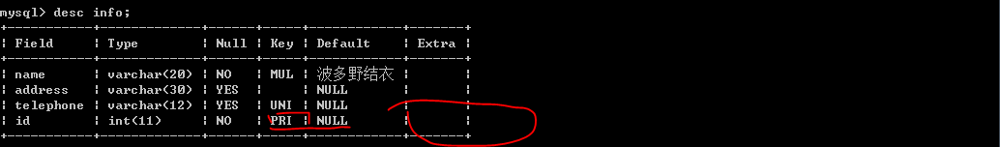 mysql> desc info;
+-----------+-------------+------+-----+------------+-------+
| Field | Type | Null | Key | Default | Extra |
+-----------+-------------+------+-----+------------+-------+
| name | varchar(20) | NO | MUL | 波多野结衣 | |
| address | varchar(30) | YES | | NULL | |
| telephone | varchar(12) | YES | UNI | NULL | |
| id | int(11) | NO | PRI | NULL | |
+-----------+-------------+------+-----+------------+-------+